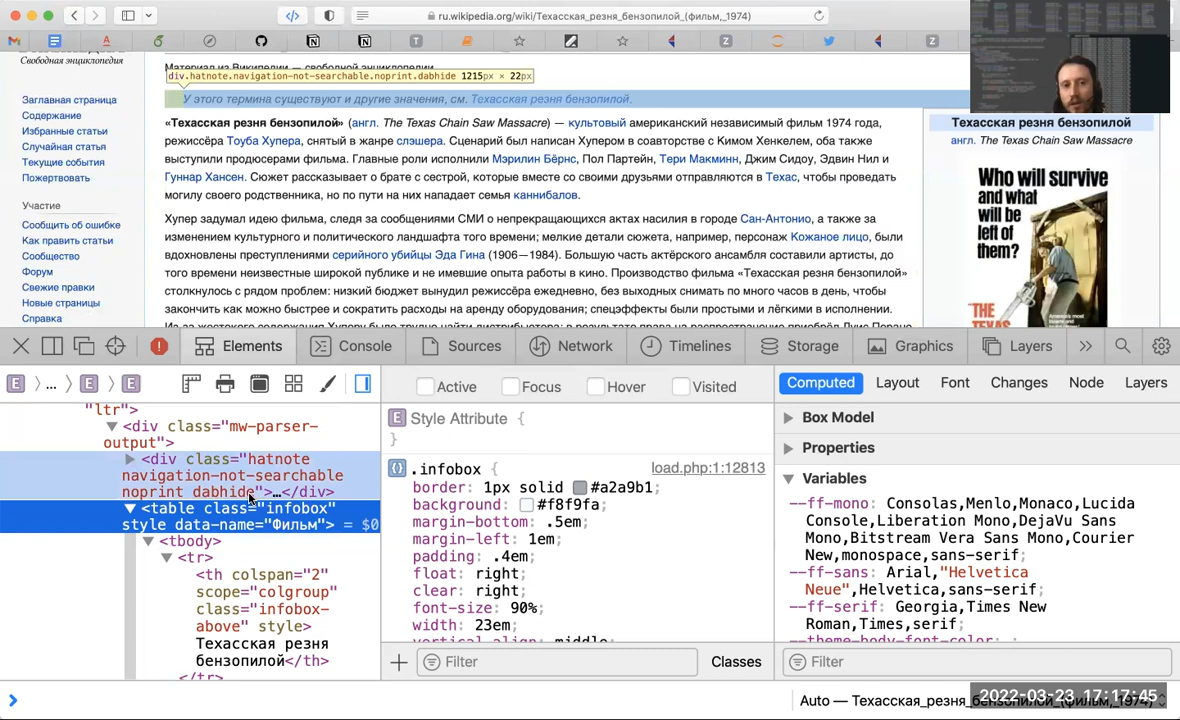 ru.wikipedia.org/wiki/Техасская_резня_бензопилой_(фильм,_1974)
Свободная энциклопедия
Материал из Википедии — свободной энциклопедии
div.hatnote.navigation-not-searchable.noprint.dabhide 1215px × 22px
У этого термина существуют и другие значения, см. Техасская резня бензопилой.
Заглавная страница
Содержание
Избранные статьи
Случайная статья
Текущие события
Пожертвовать
Участие
Сообщить об ошибке
Как править статьи
Сообщество
Форум
Свежие правки
Новые страницы
Справка
«Техасская резня бензопилой» (англ. The Texas Chain Saw Massacre) — культовый американский независимый фильм 1974 года,
режиссёра Тоуба Хупера, снятый в жанре слэшера. Сценарий был написан Хупером в соавторстве с Кимом Хенкелем, оба также
выступили продюсерами фильма. Главные роли исполнили Мэрилин Бёрнс, Пол Партейн, Тери Макминн, Джим Сидоу, Эдвин Нил и
Гуннар Хансен. Сюжет рассказывает о брате с сестрой, которые вместе со своими друзьями отправляются в Техас, чтобы проведать
могилу своего родственника, но по пути на них нападает семья каннибалов.
Хупер задумал идею фильма, следя за сообщениями СМИ о непрекращающихся актах насилия в городе Сан-Антонио, а также за
изменением культурного и политического ландшафта того времени; мелкие детали сюжета, например, персонаж Кожаное лицо, были
вдохновлены преступлениями серийного убийцы Эда Гина (1906—1984). Большую часть актёрского ансамбля составили артисты, до
того времени неизвестные широкой публике и не имевшие опыта работы в кино. Производство фильма «Техасская резня бензопилой»
столкнулось с рядом проблем: низкий бюджет вынудил режиссёра ежедневно, без выходных снимать по много часов в день, чтобы
закончить как можно быстрее и сократить расходы на аренду оборудования; спецэффекты были простыми и лёгкими в исполнении.
Техасская резня бензопилой
англ. The Texas Chain Saw Massacre
Who will survive
and what
will be
left of
them?
"THE
TEXAS
Elements
Console
Sources
Network
Timelines
Storage
Graphics
Layers
E
...
E
E
Active
Focus
Hover
Visited
Computed
Layout
Font
Changes
Node
Layers
"ltr">
<div class="mw-parser-
output">
<div class="hatnote
navigation-not-searchable
noprint dabhide">…</div>
<table class="infobox"
style data-name="Фильм"> = $0
<tbody>
<tr>
<th colspan="2"
scope="colgroup"
class="infobox-
above" style>
Техасская резня
бензопилой</th>
</tr>
E Style Attribute {
}
.infobox {
load.php:1:12813
border: 1px solid #a2a9b1;
background: #f8f9fa;
margin-bottom: .5em;
margin-left: 1em;
padding: .4em;
float: right;
clear: right;
font-size: 90%;
width: 23em;
vertical-align: middle;
Filter
Classes
Box Model
Properties
Variables
--ff-mono: Consolas,Menlo,Monaco,Lucida
Console,Liberation Mono,DejaVu Sans
Mono,Bitstream Vera Sans Mono,Courier
New,monospace,sans-serif;
--ff-sans: Arial,"Helvetica
Neue",Helvetica,sans-serif;
--ff-serif: Georgia,Times New
Roman,Times,serif;
--theme-body-font-color: ;
Filter
Auto — Техасская_резня_бензопилой_(фильм,_1974)
2022-03-23 17:17:45